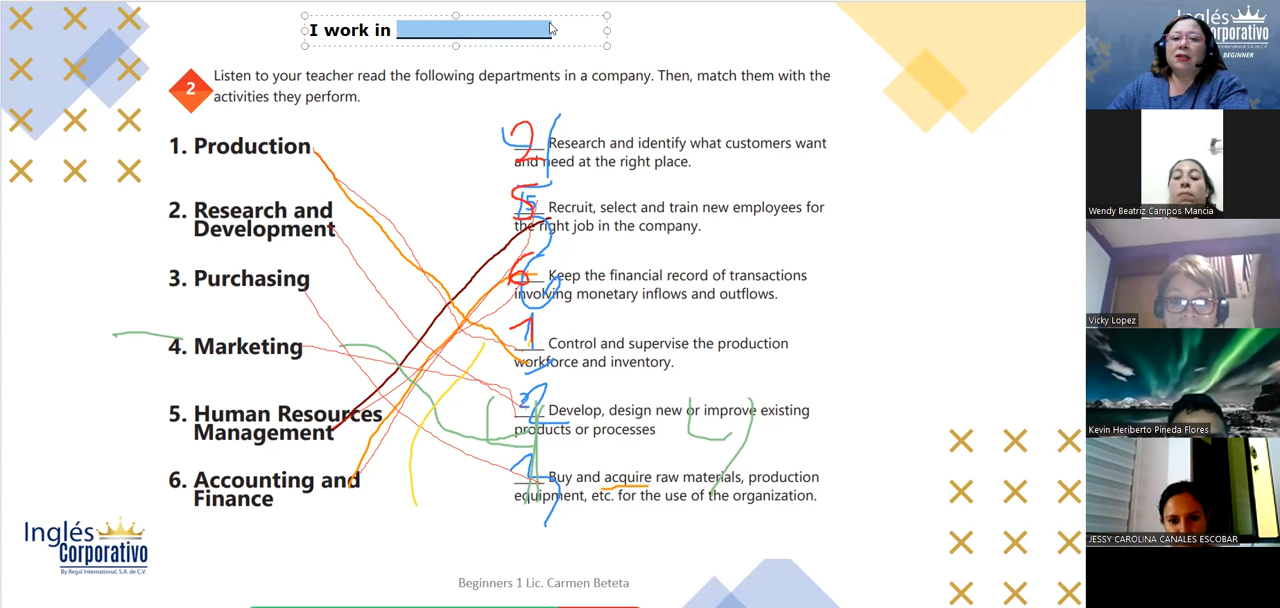 I work in
2
Listen to your teacher read the following departments in a company. Then, match them with the
activities they perform.
1. Production
2. Research and
Development
3. Purchasing
4. Marketing
5. Human Resources
Management
6. Accounting and
Finance
2 Research and identify what customers want
and need at the right place.
5 Recruit, select and train new employees for
the right job in the company.
6 Keep the financial record of transactions
involving monetary inflows and outflows.
1 Control and supervise the production
workforce and inventory.
2 Develop, design new or improve existing
products or processes
Buy and acquire raw materials, production
equipment, etc. for the use of the organization.
Inglés
Corporativo
By Regal International, S.A. de C.V.
Beginners 1 Lic. Carmen Beteta
Inglés
Corporativo
BEGINNER
Wendy Beatriz Campos Mancia
Vicky Lopez
Kevin Heriberto Pineda Flores
JESSY CAROLINA CANALES ESCOBAR